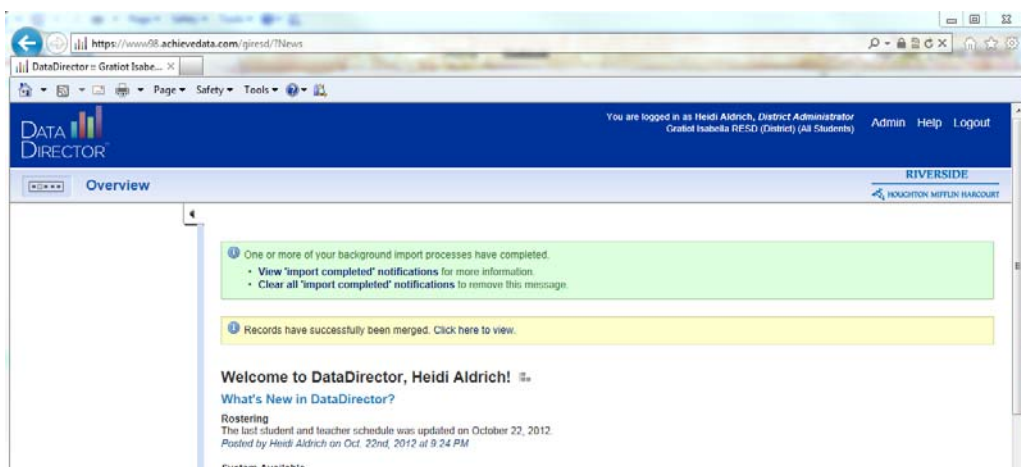 https://www98.achievedata.com/giresd/?News
DataDirector :: Gratiot Isabe...
Page Safety Tools
DATA DIRECTOR
You are logged in as Heidi Aldrich, District Administrator
Gratiot Isabella RESD (District) (All Students)
Admin Help Logout
Overview
RIVERSIDE
HOUGHTON MIFFLIN HARCOURT
One or more of your background import processes have completed.
• View 'import completed' notifications for more information.
• Clear all 'import completed' notifications to remove this message.
Records have successfully been merged. Click here to view.
Welcome to DataDirector, Heidi Aldrich!
What's New in DataDirector?
Rostering
The last student and teacher schedule was updated on October 22, 2012.
Posted by Heidi Aldrich on Oct. 22nd, 2012 at 9:24 PM
System Available